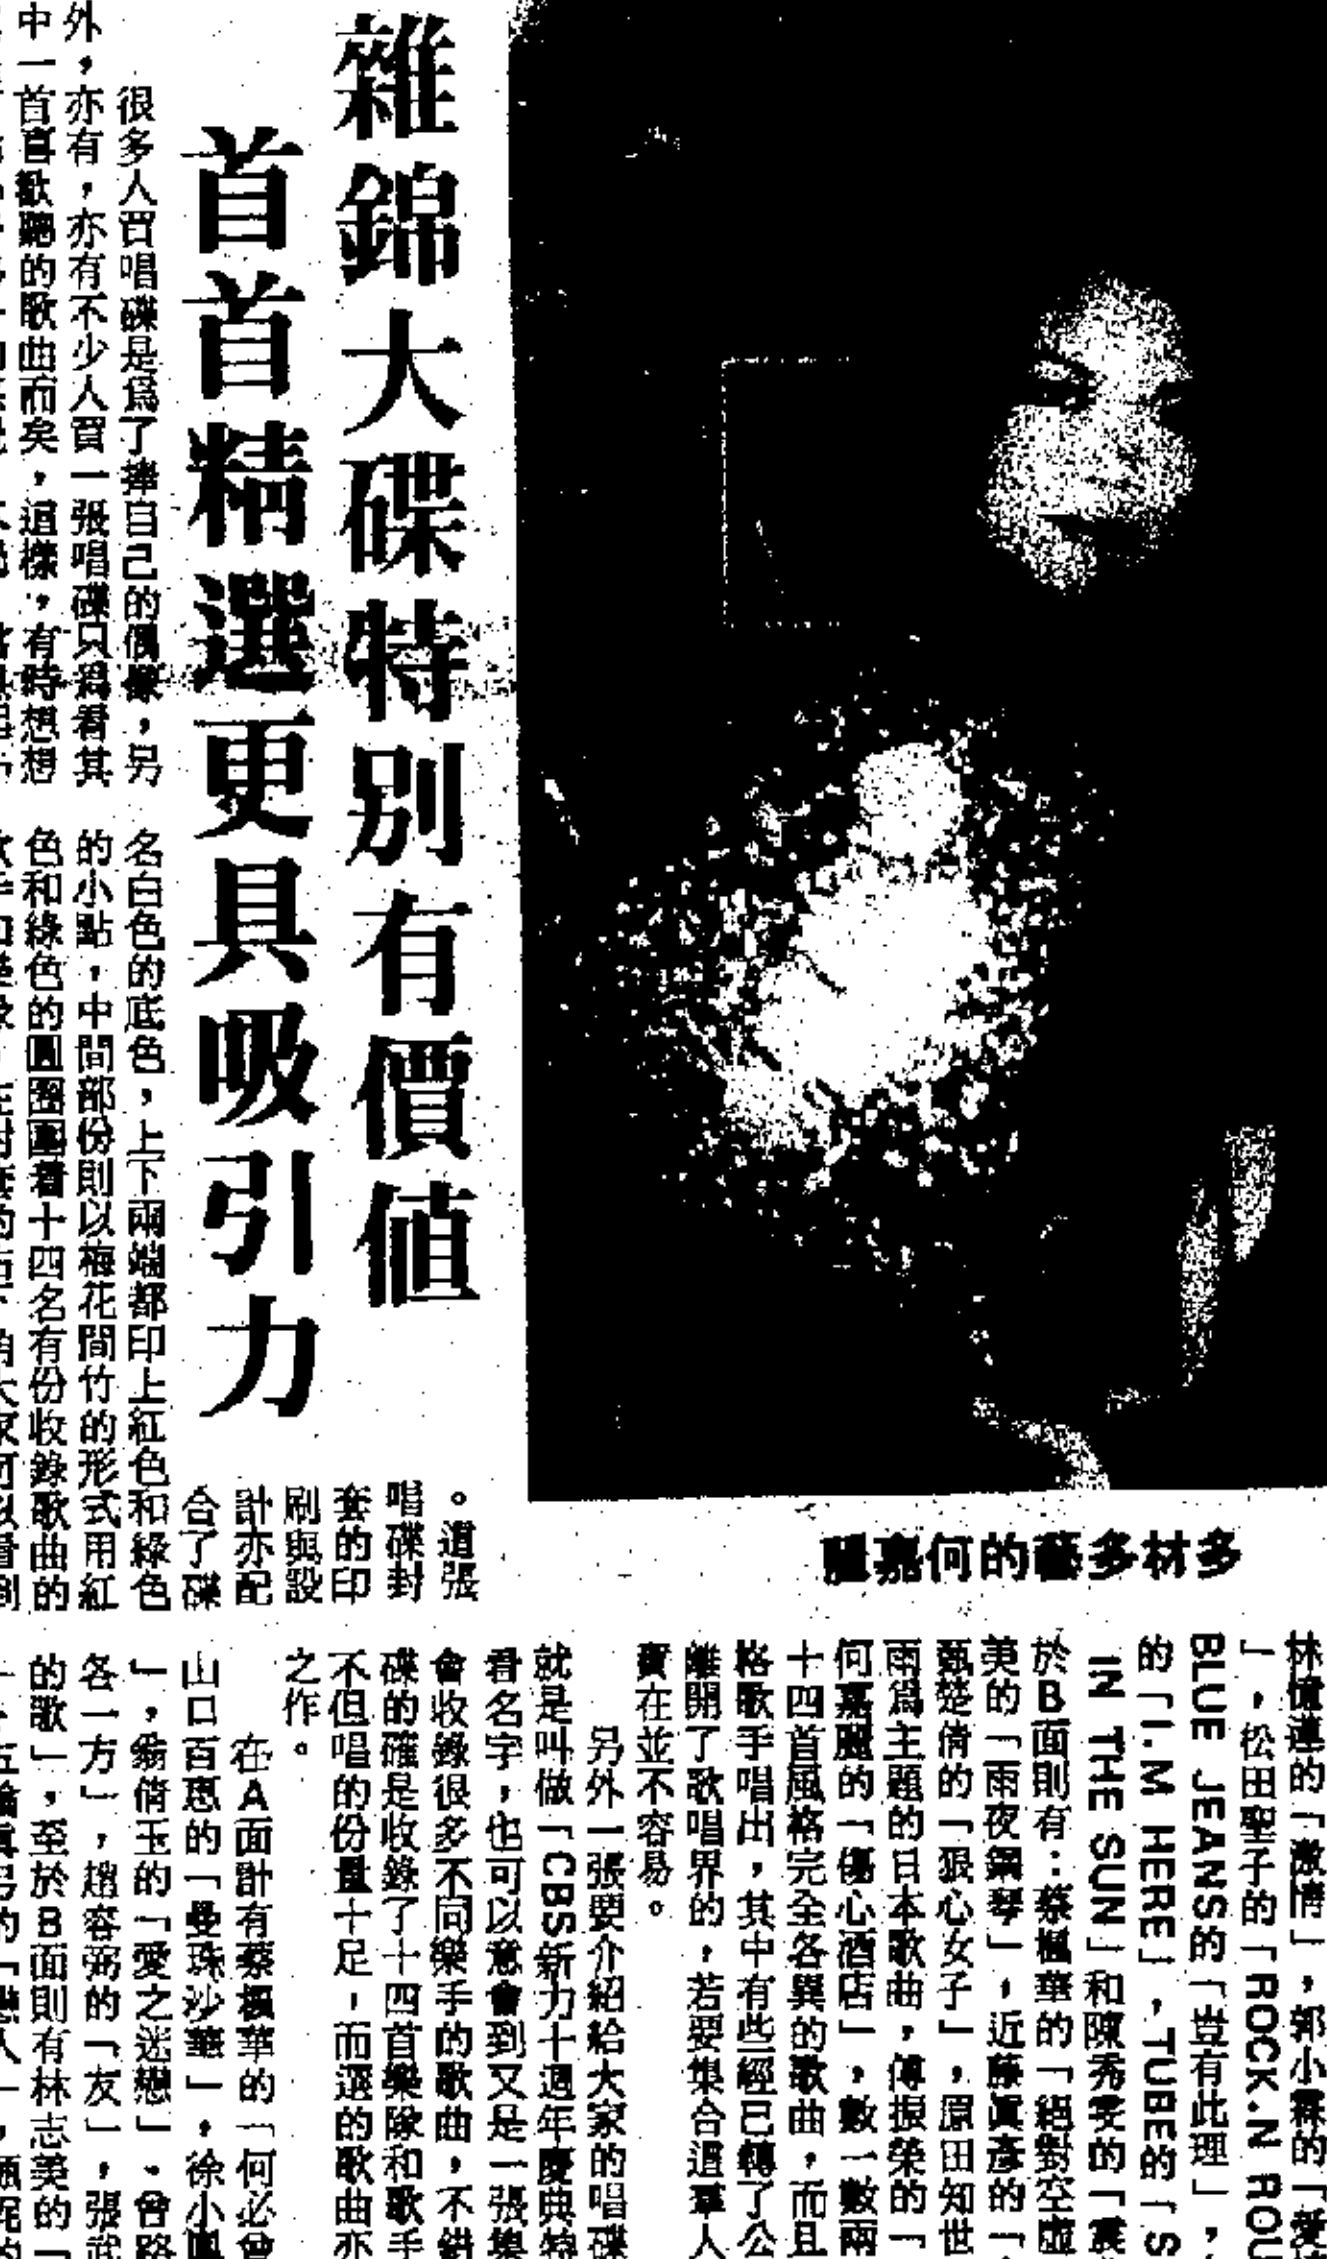 雜錦大碟特別有價值
首首精選更具吸引力
很多人買唱碟是爲了捧自己的偶像，另
外，亦有，亦有不少人買一張唱碟只爲看其
中一首喜歡聽的歌曲而矣，這樣，有時想想
名白色的底色，上下兩端都印上紅色和綠色
的小點，中間部份則以梅花間竹的形式用紅
色和綠色的圓圈圍着十四名有份收錄歌曲的
。這張
唱碟封
套的印
刷與設
計亦配
合了碟
多材多藝的何嘉麗
林憶蓮的「激情」，郭小霖的「愛
」，松田聖子的「ROCK.N ROU
BLUE JEANS的「豈有此理」，
的「I.M HERE」，TUBE的「S
IN THE SUN」和陳秀雯的「震
於B面則有：蔡楓華的「絕對空虛
美的「雨夜鋼琴」，近藤眞彥的「
甄楚倩的「狠心女子」，原田知世
雨爲主題的日本歌曲，傅振榮的「
何嘉麗的「傷心酒店」，數一數兩
十四首風格完全各異的歌曲，而且
格歌手唱出，其中有些經已轉了公
離開了歌唱界的，若要集合這羣人
實在並不容易。
另外一張要介紹給大家的唱碟
就是叫做「CBS新力十週年慶典特
看名字，也可以意會到又是一張集
會收錄很多不同樂手的歌曲，不錯
碟的確是收錄了十四首樂隊和歌手
不但唱的份量十足，而選的歌曲亦
之作。
在A面計有蔡楓華的「何必曾
山口百惠的「曼珠沙華」，徐小鳳
」，翁倩玉的「愛之迷戀」、曾路
各一方」，趙容弼的「友」，張武
的歌」，至於B面則有林志美的「